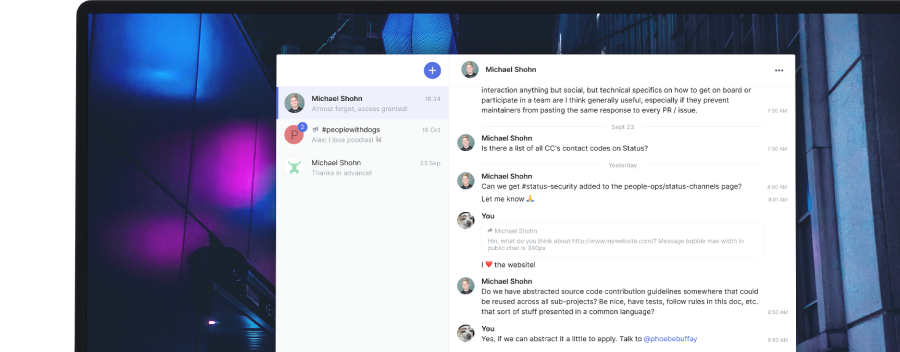 Michael Shohn
18:34
Almost forgot, access granted!
P
2
#peoplewithdogs
18 Oct
Alex: I love poodles!
Michael Shohn
23 Sep
Thanks in advance!
Michael Shohn
interaction anything but social, but technical specifics on how to get on board or
participate in a team are I think generally useful, especially if they prevent
maintainers from pasting the same response to every PR / issue.
7:50 AM
Sept 23
Michael Shohn
Is there a list of all CC's contact codes on Status?
7:30 AM
Yesterday
Michael Shohn
Can we get #status-security added to the people-ops/status-channels page?
8:00 AM
Let me know 🙏
8:01 AM
You
Michael Shohn
Hm, what do you think about http://www.mywebsite.com/? Message bubble max width in
public chat is 340px
I ❤️ the website!
Michael Shohn
Do we have abstracted source code contribution guidelines somewhere that could
be reused across all sub-projects? Be nice, have tests, follow rules in this doc, etc.
that sort of stuff presented in a common language?
8:50 AM
You
Yes, if we can abstract it a little to apply. Talk to @phoebebuffay
9:50 AM